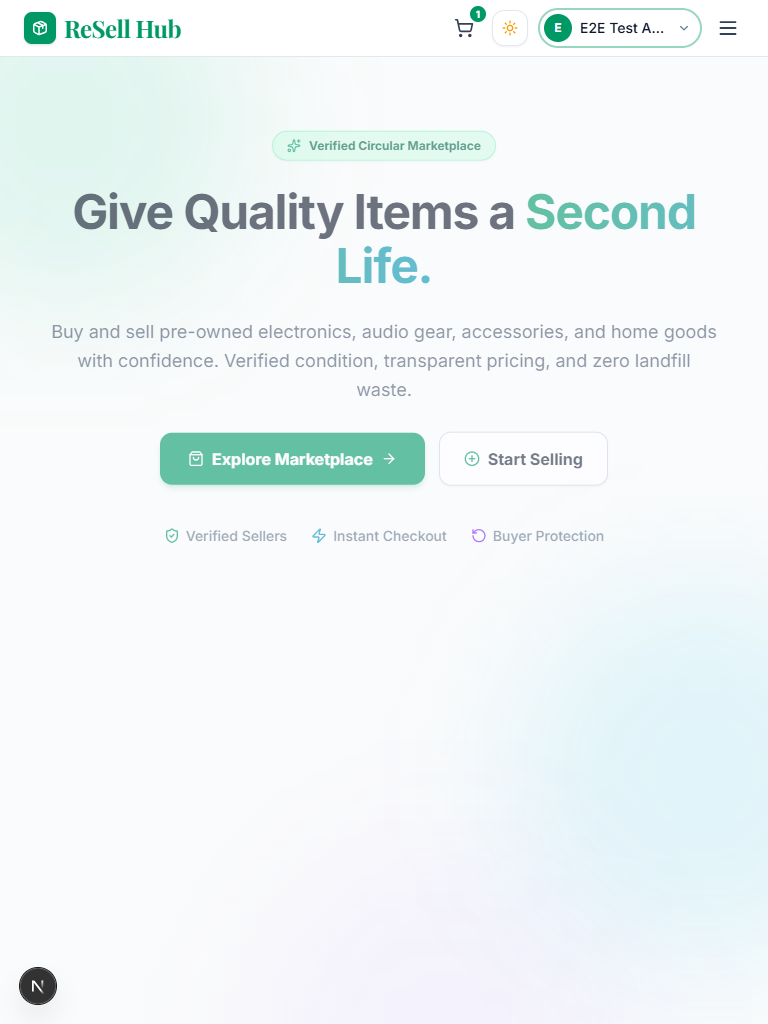 ReSell Hub
1
E
E2E Test A...
Verified Circular Marketplace
Give Quality Items a Second
Life.
Buy and sell pre-owned electronics, audio gear, accessories, and home goods
with confidence. Verified condition, transparent pricing, and zero landfill
waste.
Explore Marketplace
Start Selling
Verified Sellers
Instant Checkout
Buyer Protection
N